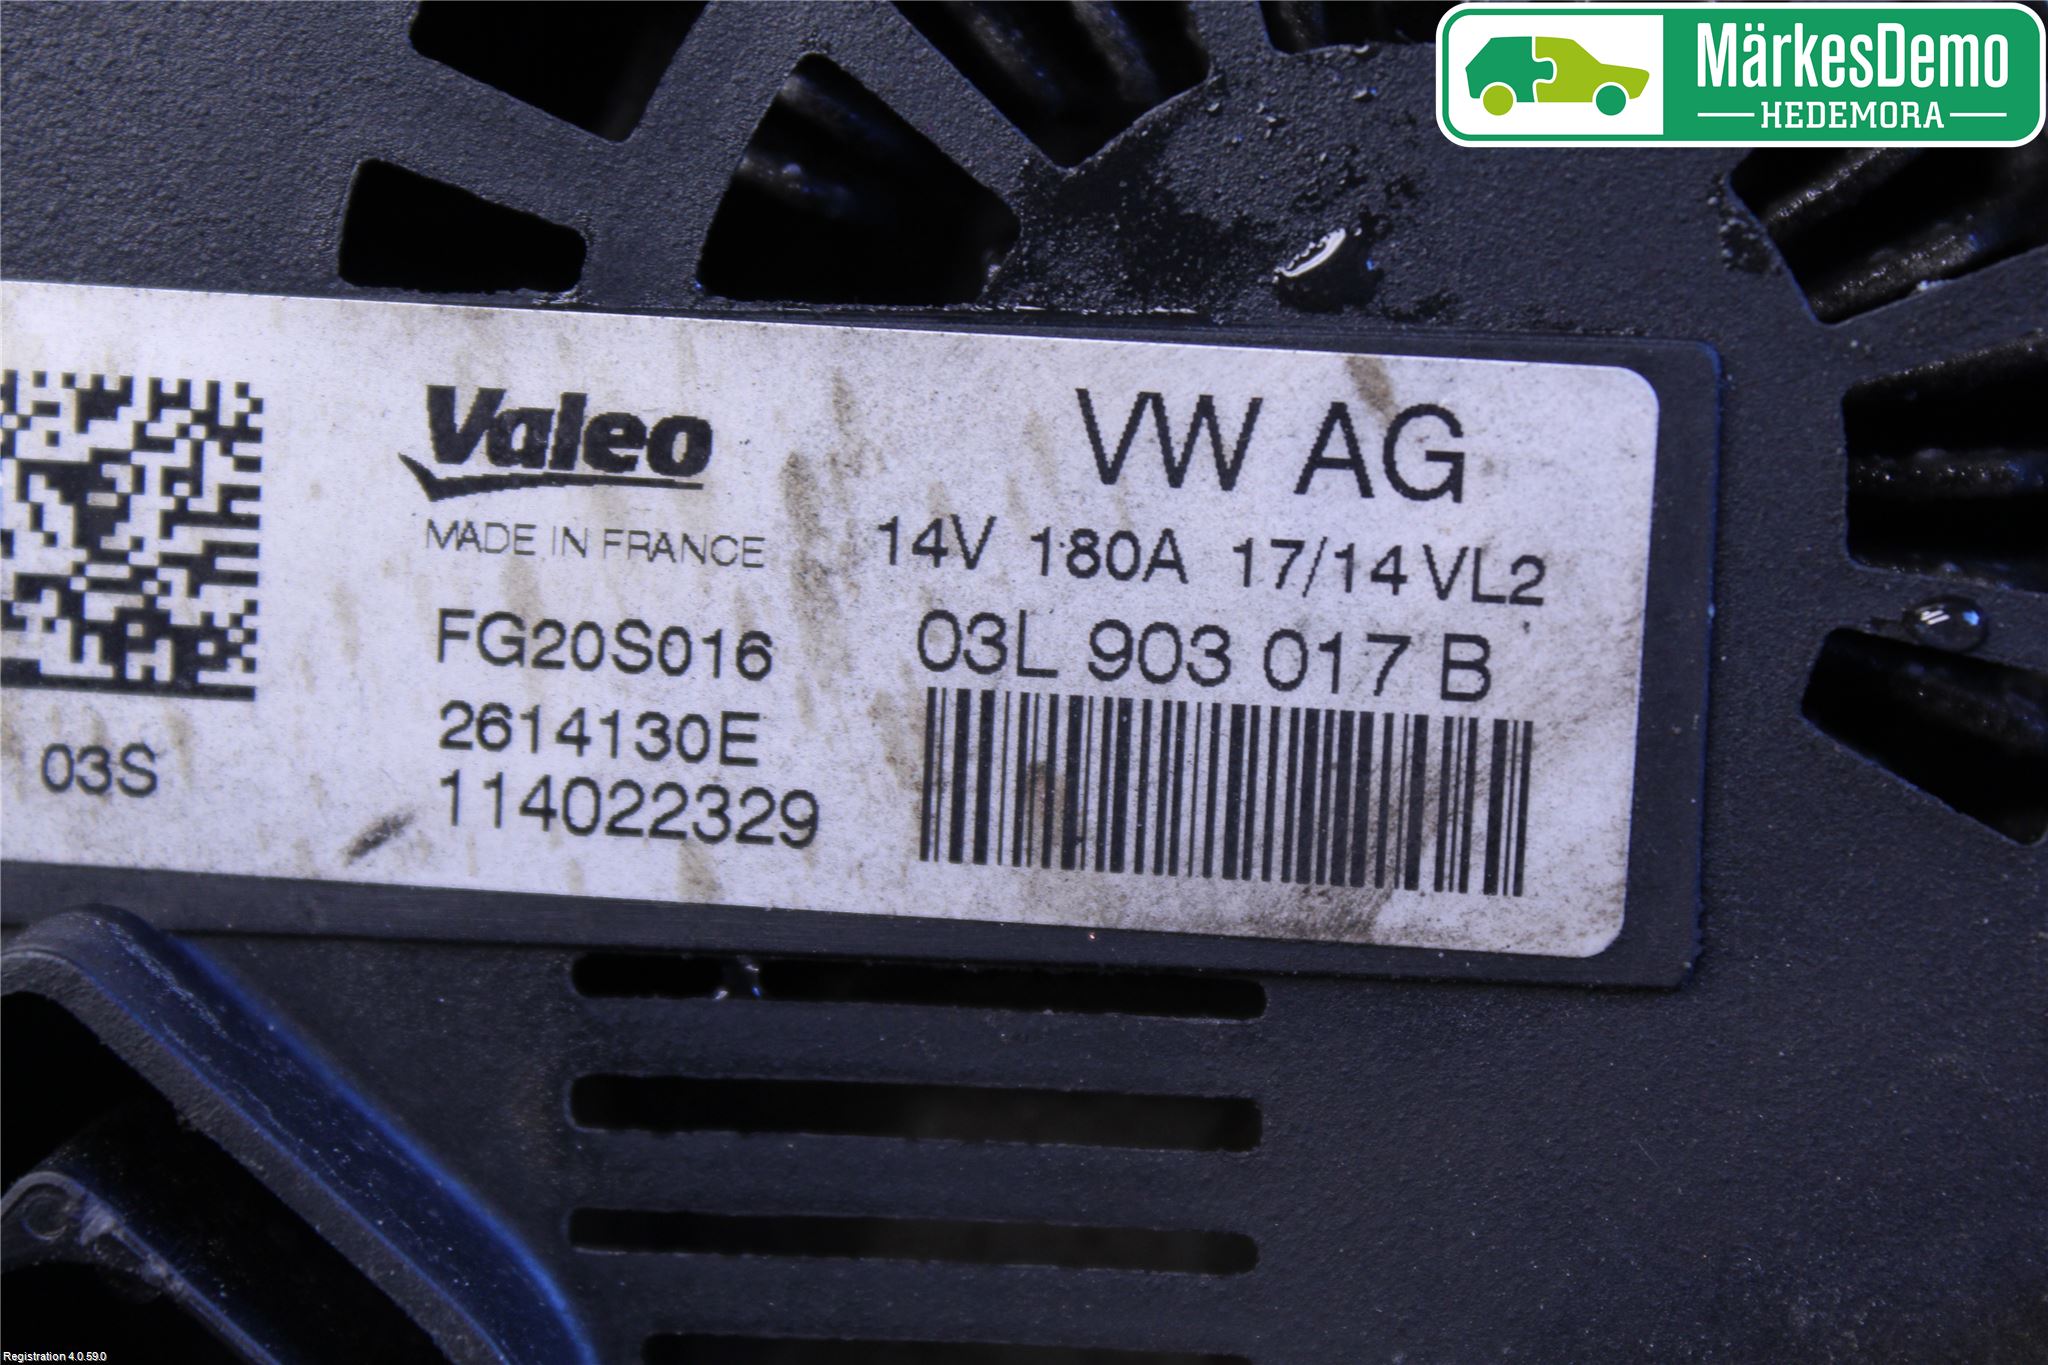 MärkesDemo
HEDEMORA
Valeo
MADE IN FRANCE
FG20S016
2614130E
114022329
03S
VW AG
14V 180A 17/14 VL2
03L 903 017 B
Registration 4.0.59.0